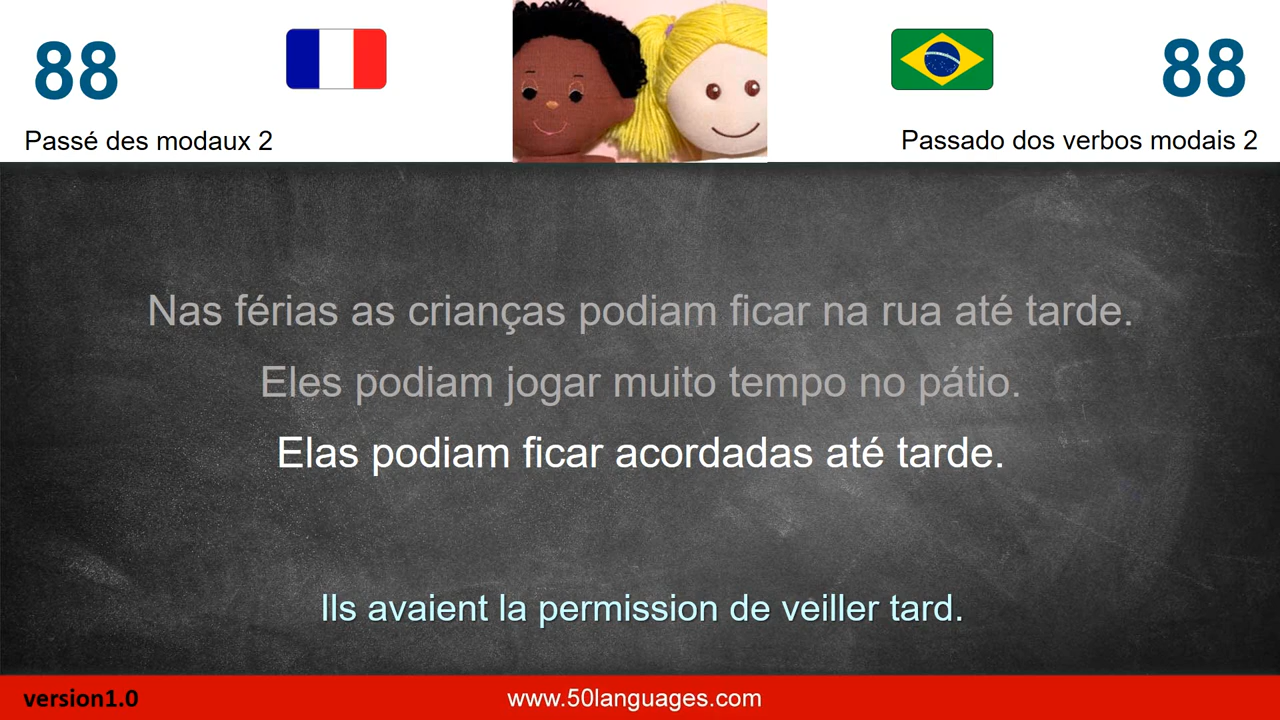 88
88
Passé des modaux 2
Passado dos verbos modais 2
Nas férias as crianças podiam ficar na rua até tarde.
Eles podiam jogar muito tempo no pátio.
Elas podiam ficar acordadas até tarde.
Ils avaient la permission de veiller tard.
version1.0
www.50languages.com